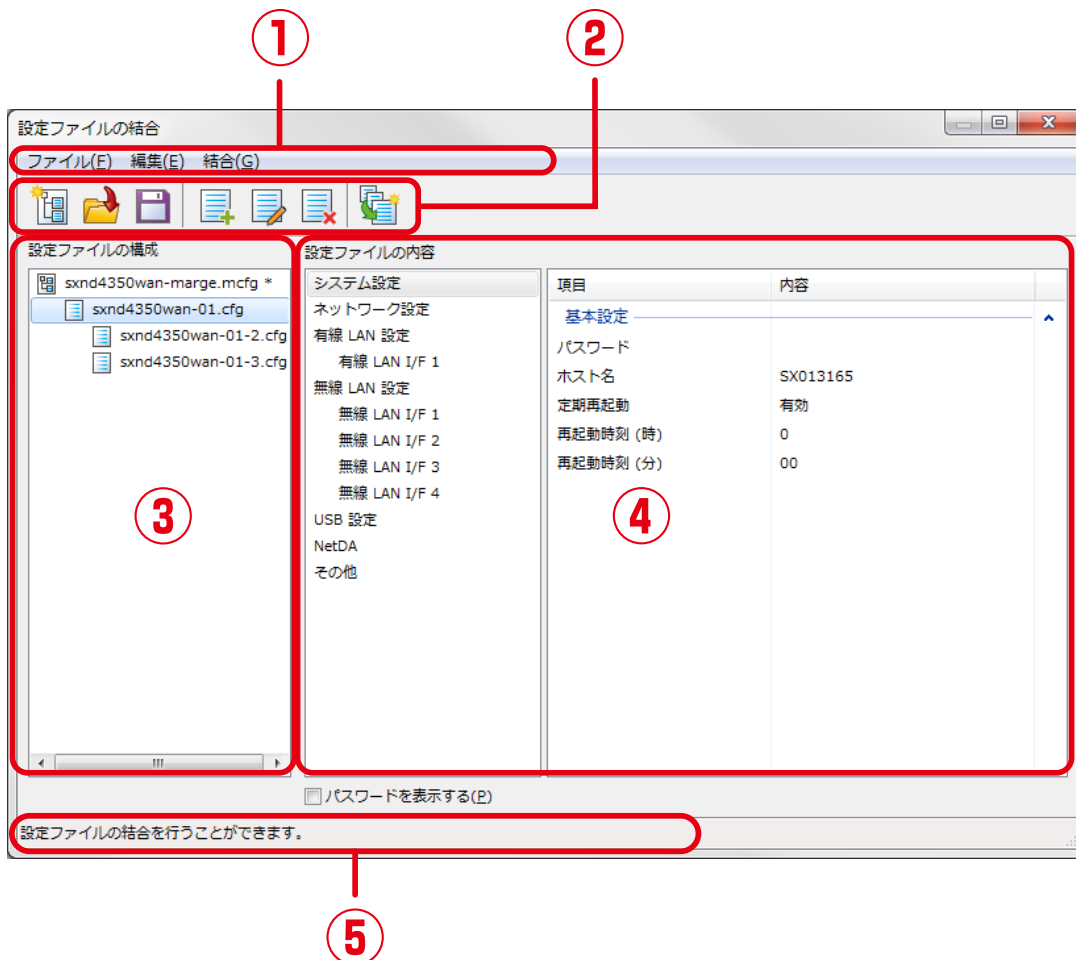 ① ②
設定ファイルの結合
ファイル(F) 編集(E) 結合(G)
設定ファイルの構成
sxnd4350wan-marge.mcfg *
sxnd4350wan-01.cfg
sxnd4350wan-01-2.cfg
sxnd4350wan-01-3.cfg
③
設定ファイルの内容
システム設定
ネットワーク設定
有線 LAN 設定
有線 LAN I/F 1
無線 LAN 設定
無線 LAN I/F 1
無線 LAN I/F 2
無線 LAN I/F 3
無線 LAN I/F 4
USB 設定
NetDA
その他
項目 内容
基本設定
パスワード
ホスト名 SX013165
定期再起動 有効
再起動時刻 (時) 0
再起動時刻 (分) 00
④
パスワードを表示する(P)
設定ファイルの結合を行うことができます。
⑤